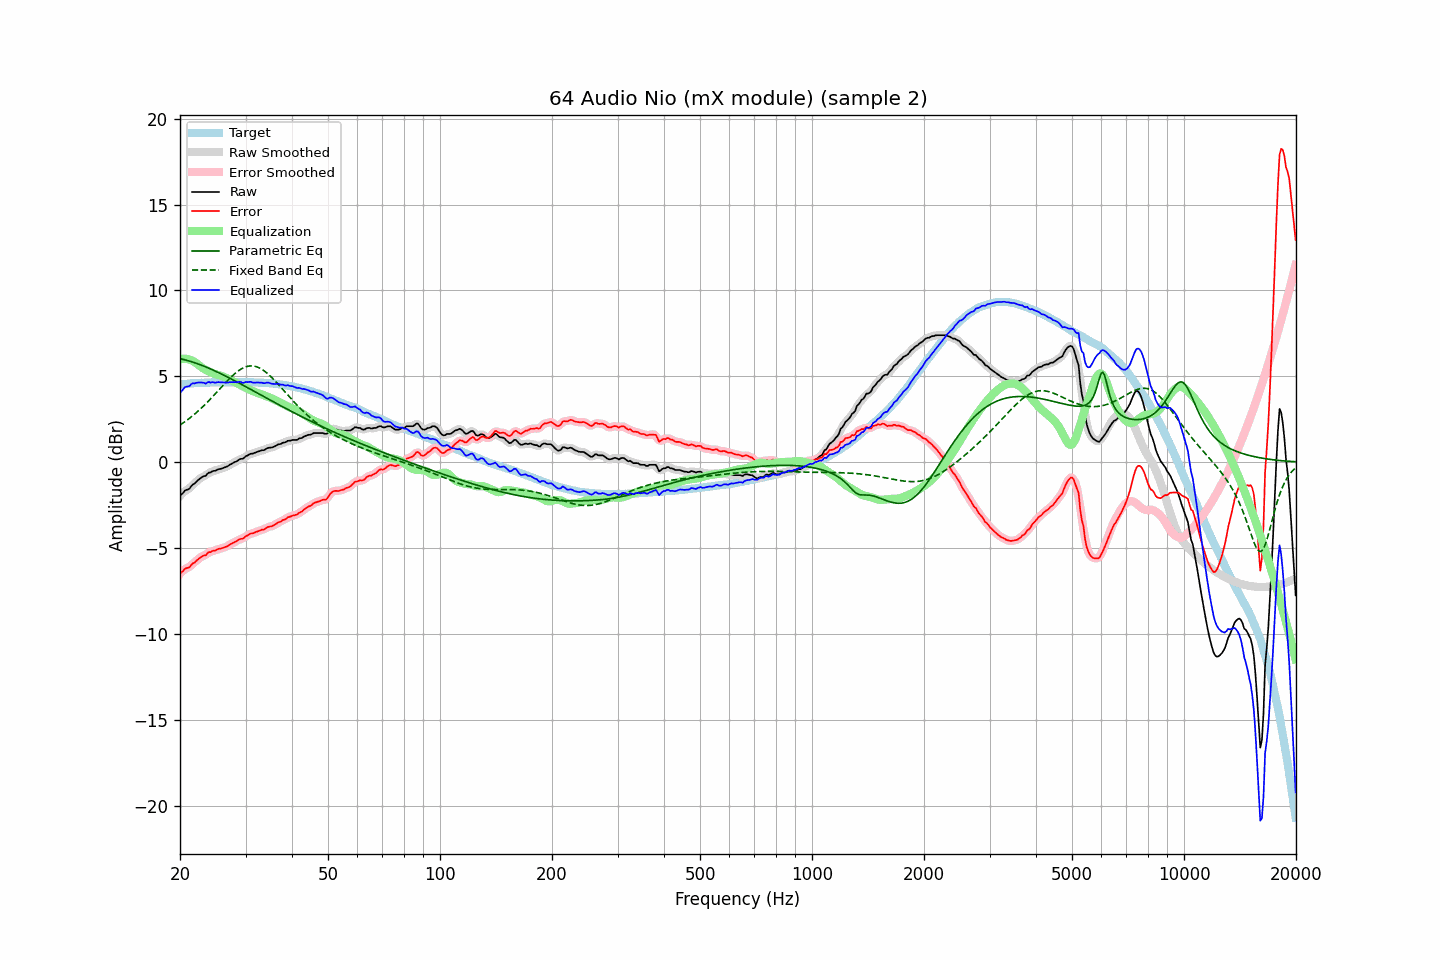 64 Audio Nio (mX module) (sample 2)
Target
Raw Smoothed
Error Smoothed
Raw
Error
Equalization
Parametric Eq
Fixed Band Eq
Equalized
20
15
10
5
0
−5
−10
−15
−20
Amplitude (dBr)
20 50 100 200 500 1000 2000 5000 10000 20000
Frequency (Hz)